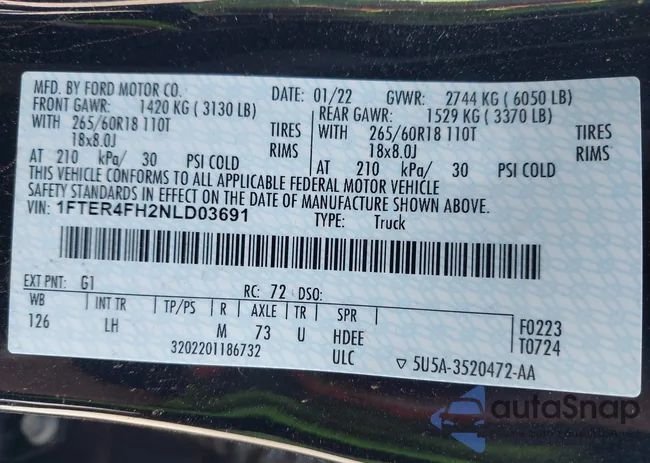 MFD. BY FORD MOTOR CO. DATE: 01/22 GVWR: 2744 KG ( 6050 LB)
FRONT GAWR: 1420 KG ( 3130 LB) REAR GAWR: 1529 KG ( 3370 LB)
WITH 265/60R18 110T TIRES WITH 265/60R18 110T TIRES
18x8.0J RIMS 18x8.0J RIMS
AT 210 kPa/ 30 PSI COLD AT 210 kPa/ 30 PSI COLD
THIS VEHICLE CONFORMS TO ALL APPLICABLE FEDERAL MOTOR VEHICLE
SAFETY STANDARDS IN EFFECT ON THE DATE OF MANUFACTURE SHOWN ABOVE.
VIN: 1FTER4FH2NLD03691 TYPE: Truck
EXT PNT: G1 RC: 72 DSO:
WB INT TR TP/PS R AXLE TR SPR F0223
126 LH M 73 U HDEE T0724
3202201186732 ULC ▽ 5U5A-3520472-AA
autoSnap